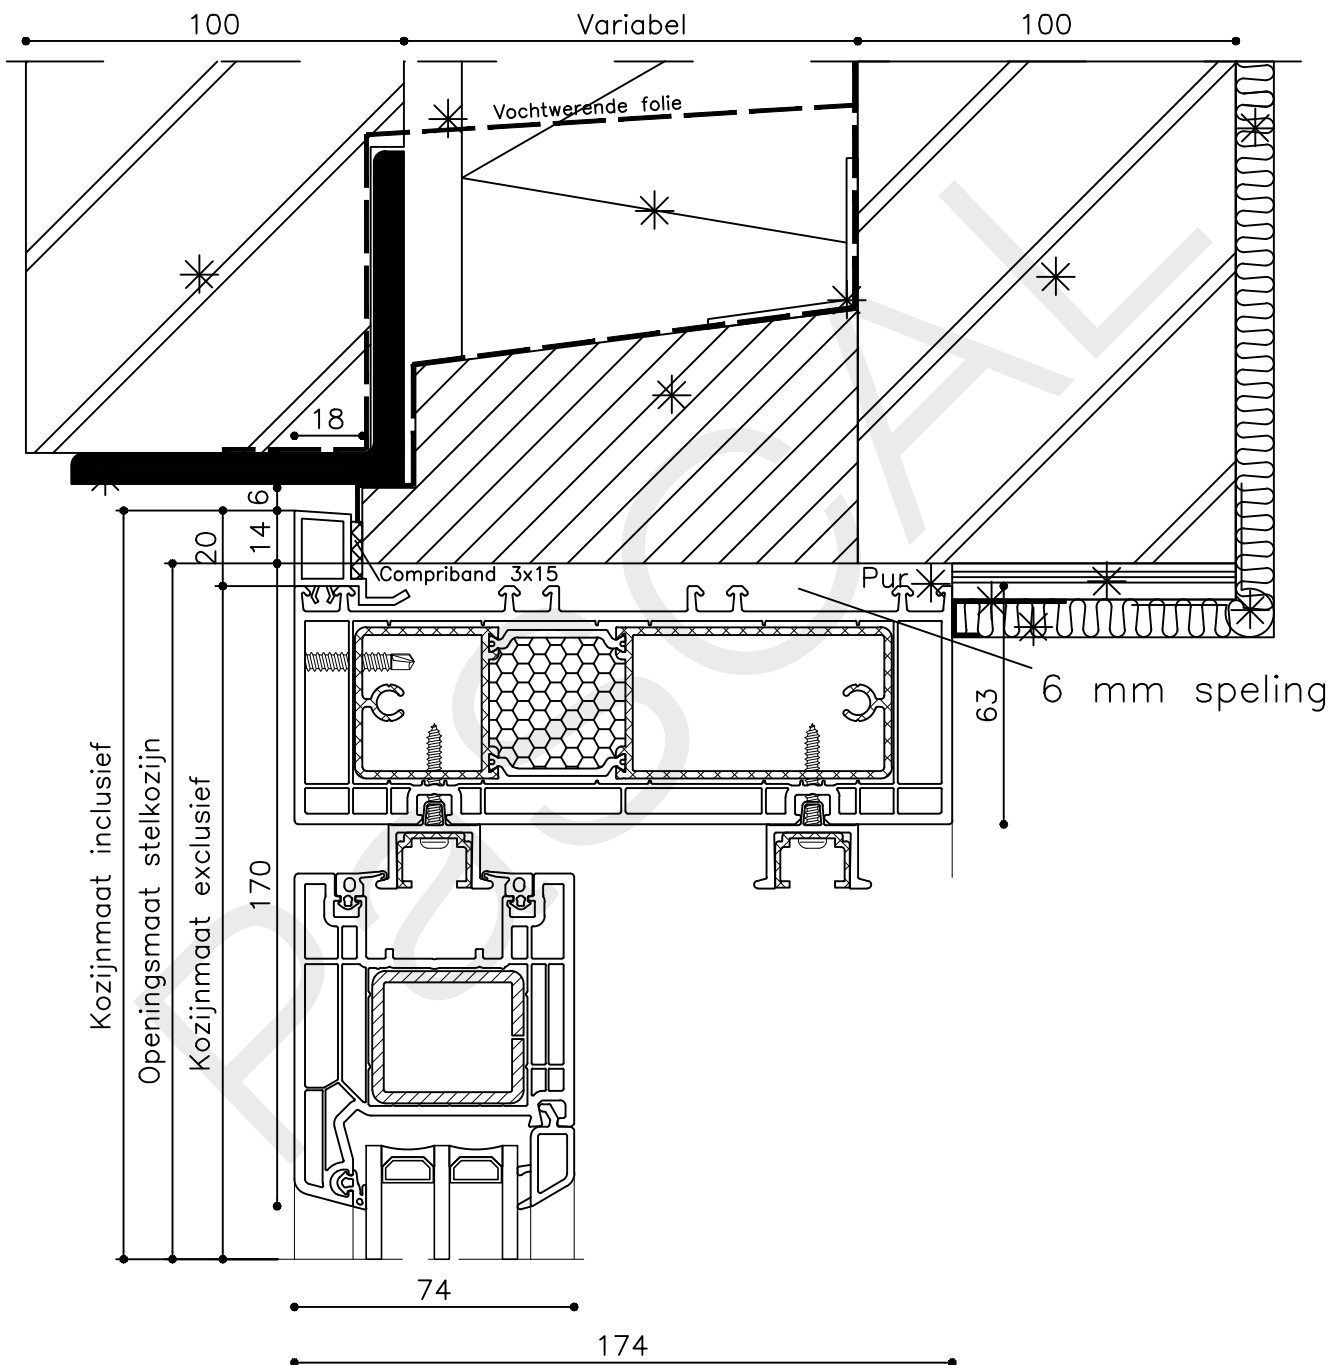 100
Variabel
100
Vochtwerende folie
18
6
14
20
Compriband 3x15
Pur
6 mm speling
63
Kozijnmaat inclusief
Openingsmaat stelkozijn
Kozijnmaat exclusief
170
74
174
PaSCAL